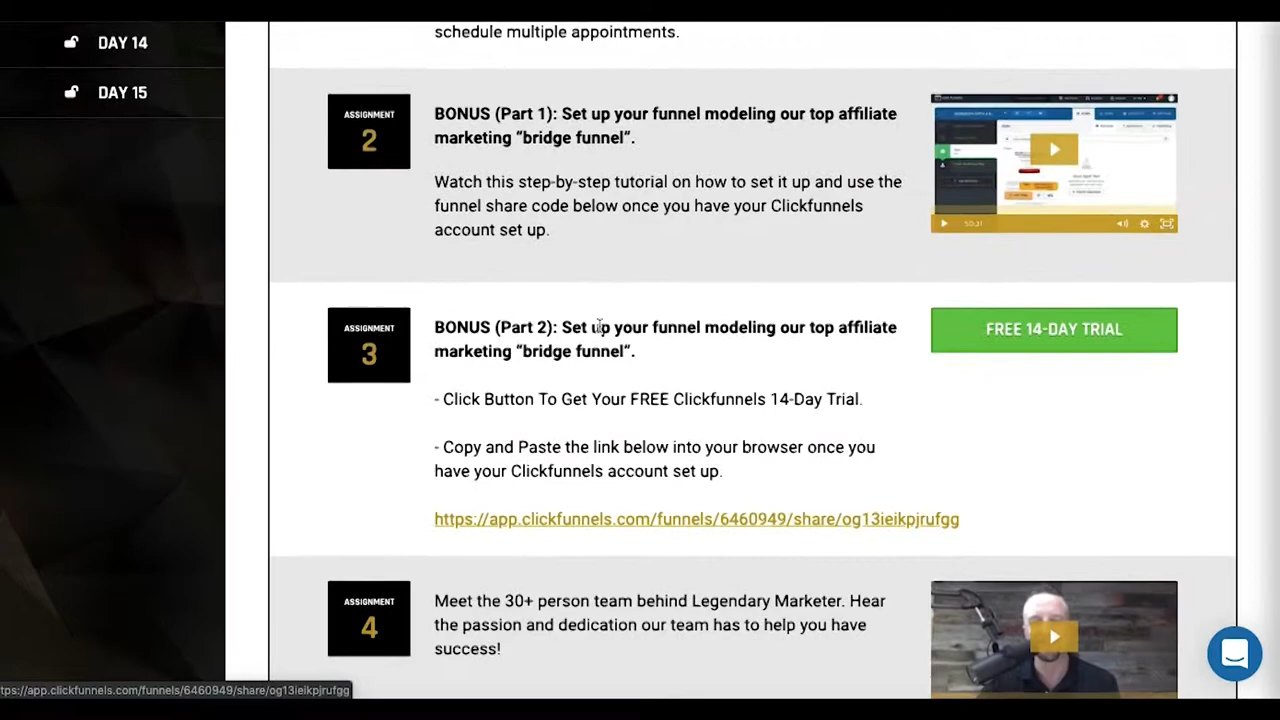 DAY 14
DAY 15
schedule multiple appointments.
ASSIGNMENT
2
BONUS (Part 1): Set up your funnel modeling our top affiliate
marketing “bridge funnel”.
Watch this step-by-step tutorial on how to set it up and use the
funnel share code below once you have your Clickfunnels
account set up.
ASSIGNMENT
3
BONUS (Part 2): Set up your funnel modeling our top affiliate
marketing “bridge funnel”.
FREE 14-DAY TRIAL
- Click Button To Get Your FREE Clickfunnels 14-Day Trial.
- Copy and Paste the link below into your browser once you
have your Clickfunnels account set up.
https://app.clickfunnels.com/funnels/6460949/share/og13ieikpjrufgg
ASSIGNMENT
4
Meet the 30+ person team behind Legendary Marketer. Hear
the passion and dedication our team has to help you have
success!
ttps://app.clickfunnels.com/funnels/6460949/share/og13ieikpjrufgg